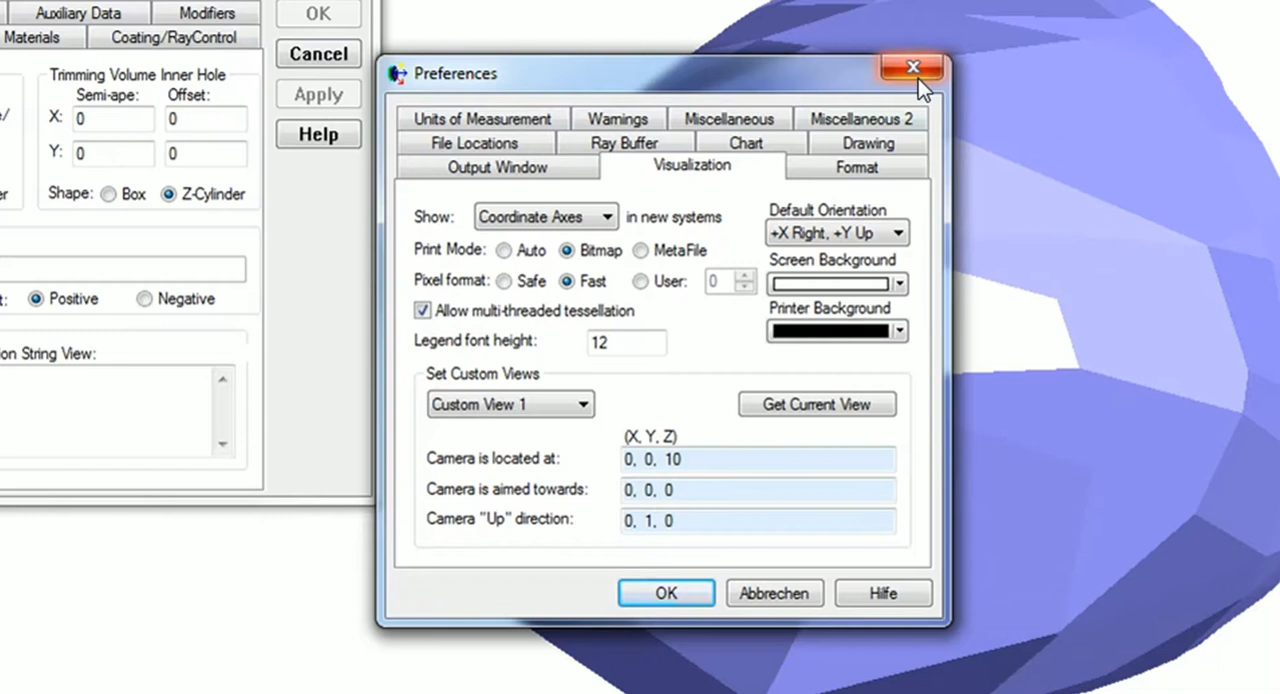 Auxiliary Data
Modifiers
Materials
Coating/RayControl
Trimming Volume Inner Hole
Semi-ape:
Offset:
X:
0
0
Y:
0
0
Shape:
Box
Z-Cylinder
Positive
Negative
on String View:
OK
Cancel
Apply
Help
Preferences
Units of Measurement
Warnings
Miscellaneous
Miscellaneous 2
File Locations
Ray Buffer
Chart
Drawing
Output Window
Visualization
Format
Show:
Coordinate Axes
in new systems
Print Mode:
Auto
Bitmap
MetaFile
Pixel format:
Safe
Fast
User:
0
Allow multi-threaded tessellation
Legend font height:
12
Default Orientation
+X Right, +Y Up
Screen Background
Printer Background
Set Custom Views
Custom View 1
Get Current View
(X, Y, Z)
Camera is located at:
0, 0, 10
Camera is aimed towards:
0, 0, 0
Camera "Up" direction:
0, 1, 0
OK
Abbrechen
Hilfe